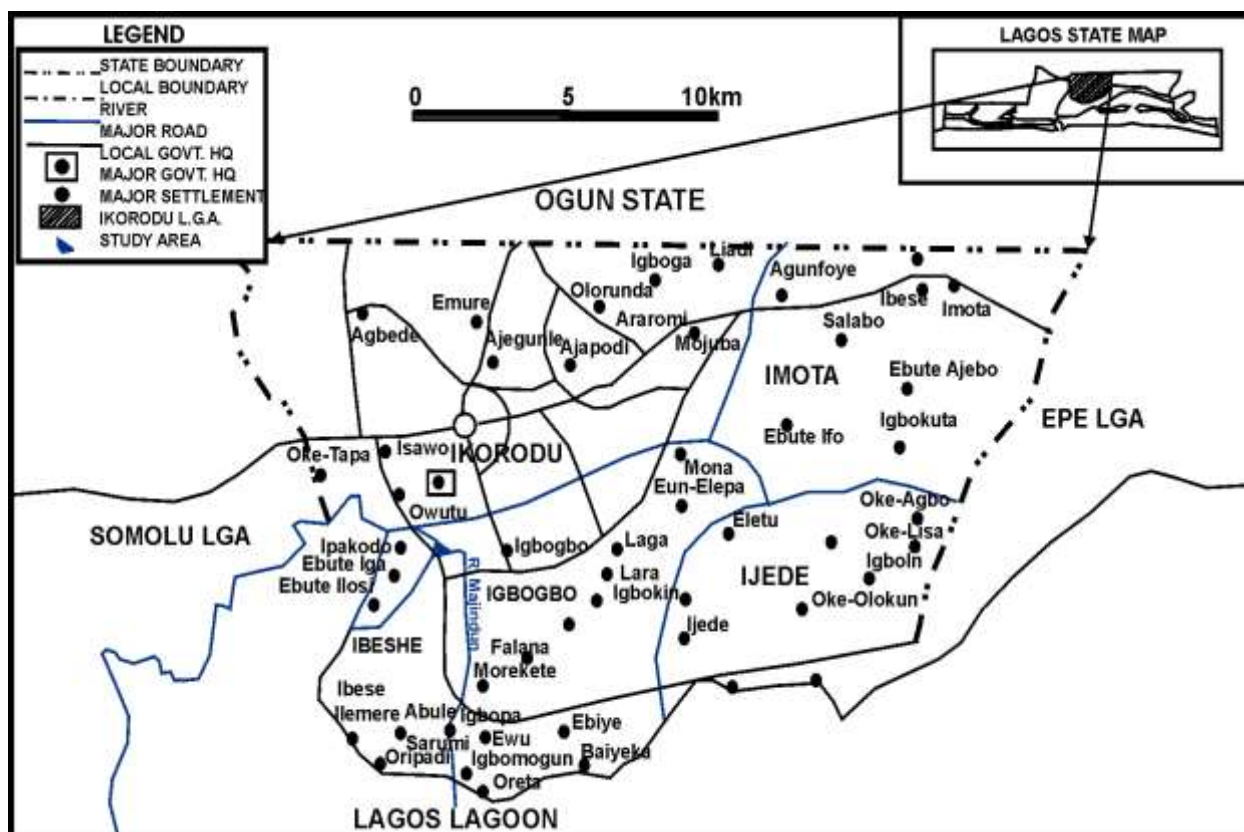 LEGEND
STATE BOUNDARY
LOCAL BOUNDARY
RIVER
MAJOR ROAD
LOCAL GOVT. HQ
MAJOR GOVT. HQ
MAJOR SETTLEMENT
IKORODU L.G.A.
STUDY AREA
0 5 10km
LAGOS STATE MAP
OGUN STATE
Liadi
Igboga
Agunfoye
Olorunda
Emure
Ibese
Imota
Araromi
Salabo
Agbede
Ajegunle
Ajapodi
Mojuba
IMOTA
Ebute Ajebo
EPE LGA
Igbokuta
Ebute Ifo
Isawo
IKORODU
Oke-Tapa
Mona
Eun-Elepa
Oke-Agbo
Owutu
Eletu
Oke-Lisa
SOMOLU LGA
Ipakodo
Igbogbo
Laga
Ebute Iga
Igboln
Lara
IJEDE
Ebute Ilosi
IGBOGBO
Igbokin
Oke-Olokun
R. Majindun
Ijede
IBESHE
Falana
Morekete
Ibese
Ilemere
Abule
Igbopa
Ebiye
Sarumi
Ewu
Oripadi
Igbomogun
Baiyeku
Oreta
LAGOS LAGOON